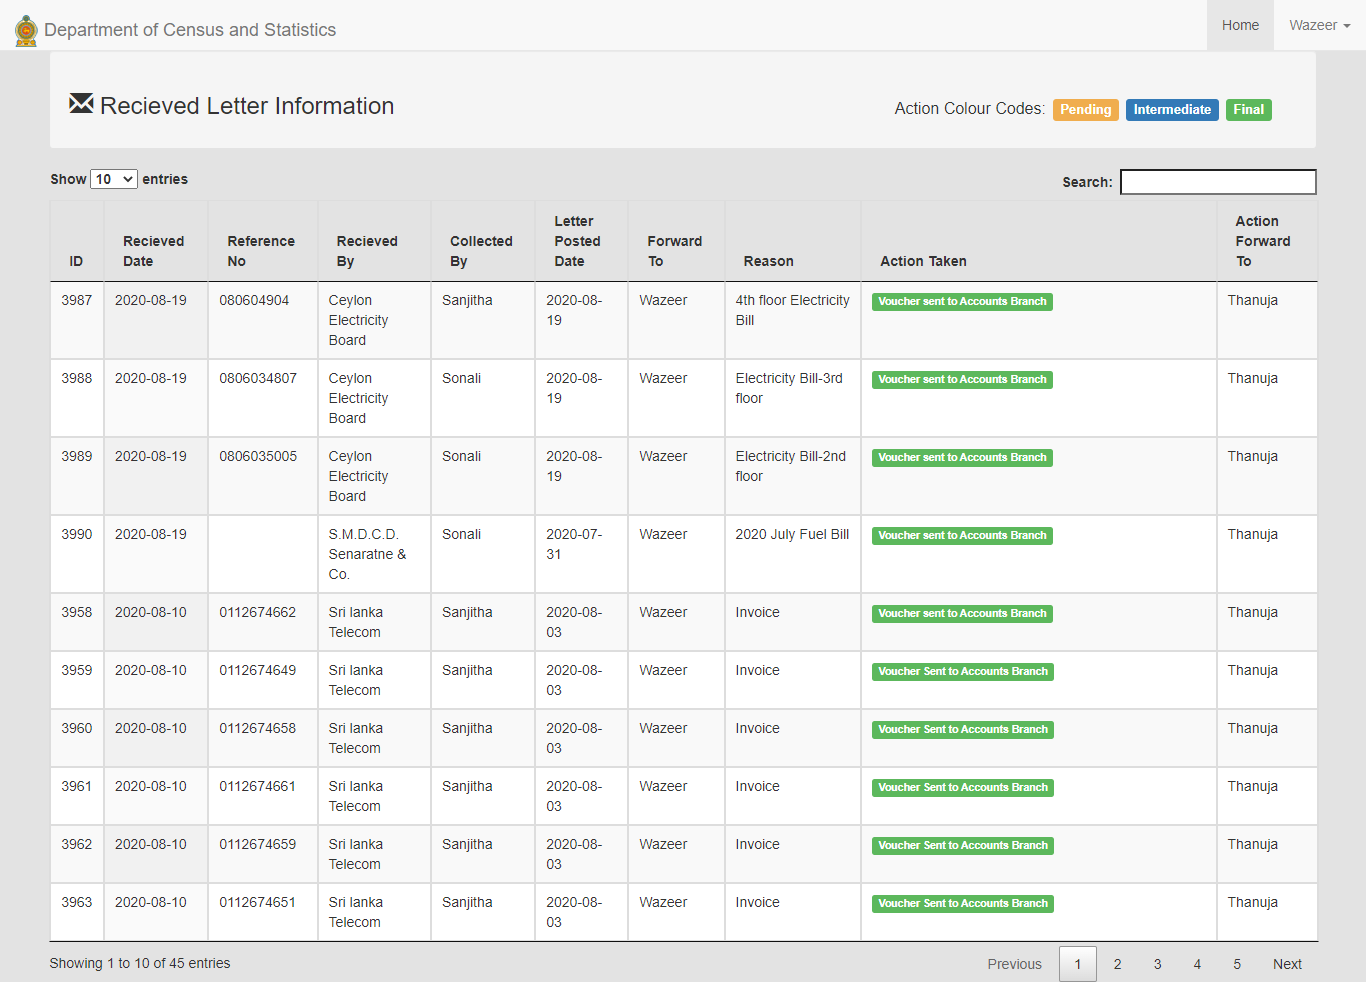 Department of Census and Statistics
Home
Wazeer
Recieved Letter Information
Action Colour Codes: Pending Intermediate Final
Show 10 entries
Search:
ID Recieved Date Reference No Recieved By Collected By Letter Posted Date Forward To Reason Action Taken Action Forward To
3987 2020-08-19 080604904 Ceylon Electricity Board Sanjitha 2020-08-19 Wazeer 4th floor Electricity Bill Voucher sent to Accounts Branch Thanuja
3988 2020-08-19 0806034807 Ceylon Electricity Board Sonali 2020-08-19 Wazeer Electricity Bill-3rd floor Voucher sent to Accounts Branch Thanuja
3989 2020-08-19 0806035005 Ceylon Electricity Board Sonali 2020-08-19 Wazeer Electricity Bill-2nd floor Voucher sent to Accounts Branch Thanuja
3990 2020-08-19 S.M.D.C.D. Senaratne & Co. Sonali 2020-07-31 Wazeer 2020 July Fuel Bill Voucher sent to Accounts Branch Thanuja
3958 2020-08-10 0112674662 Sri lanka Telecom Sanjitha 2020-08-03 Wazeer Invoice Voucher sent to Accounts Branch Thanuja
3959 2020-08-10 0112674649 Sri lanka Telecom Sanjitha 2020-08-03 Wazeer Invoice Voucher Sent to Accounts Branch Thanuja
3960 2020-08-10 0112674658 Sri lanka Telecom Sanjitha 2020-08-03 Wazeer Invoice Voucher Sent to Accounts Branch Thanuja
3961 2020-08-10 0112674661 Sri lanka Telecom Sanjitha 2020-08-03 Wazeer Invoice Voucher Sent to Accounts Branch Thanuja
3962 2020-08-10 0112674659 Sri lanka Telecom Sanjitha 2020-08-03 Wazeer Invoice Voucher Sent to Accounts Branch Thanuja
3963 2020-08-10 0112674651 Sri lanka Telecom Sanjitha 2020-08-03 Wazeer Invoice Voucher Sent to Accounts Branch Thanuja
Showing 1 to 10 of 45 entries
Previous 1 2 3 4 5 Next